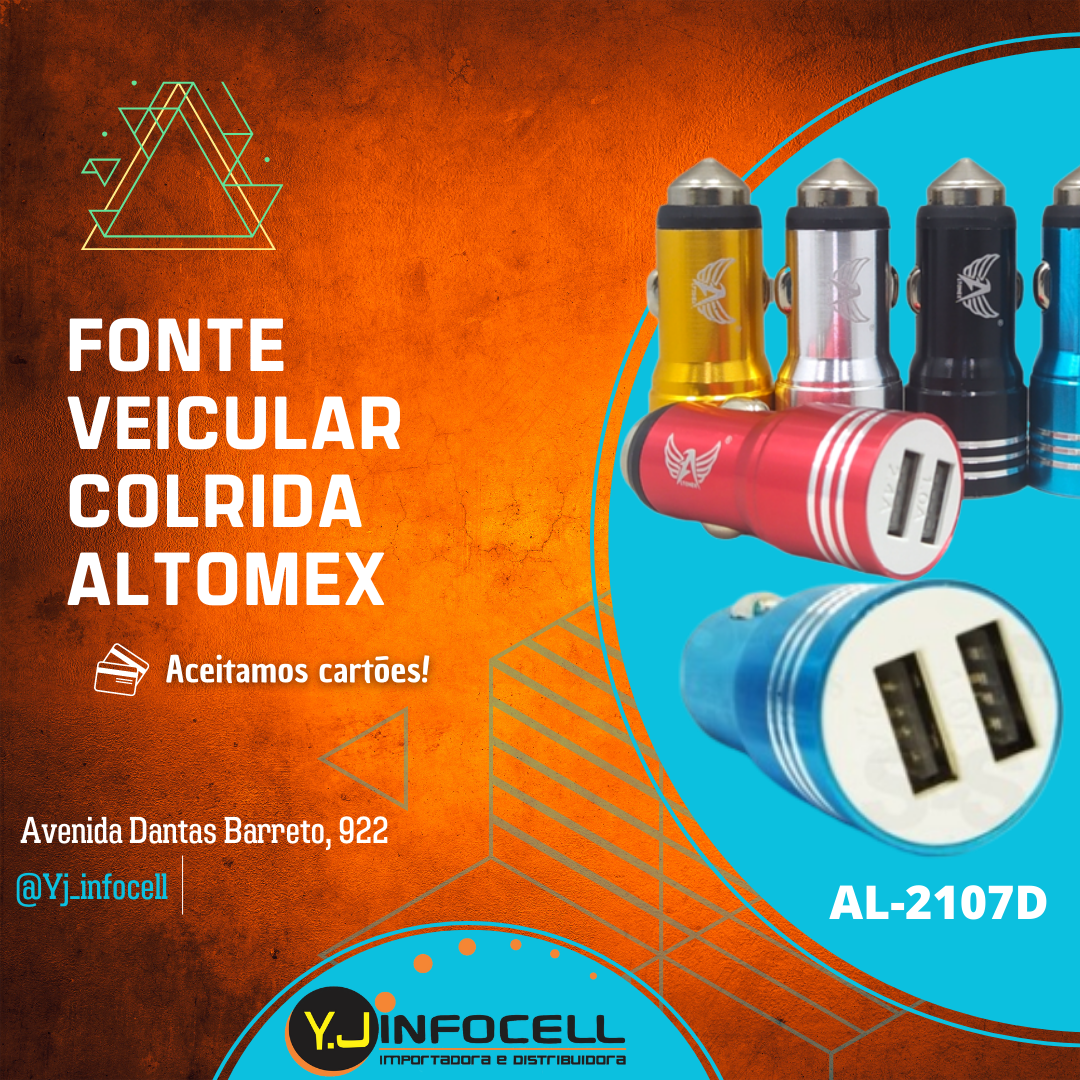 FONTE
VEICULAR
COLRIDA
ALTOMEX
Aceitamos cartões!
Avenida Dantas Barreto, 922
@Yj_infocell
AL-2107D
Y.J INFOCELL
IMPORTADORA E DISTRIBUIDORA